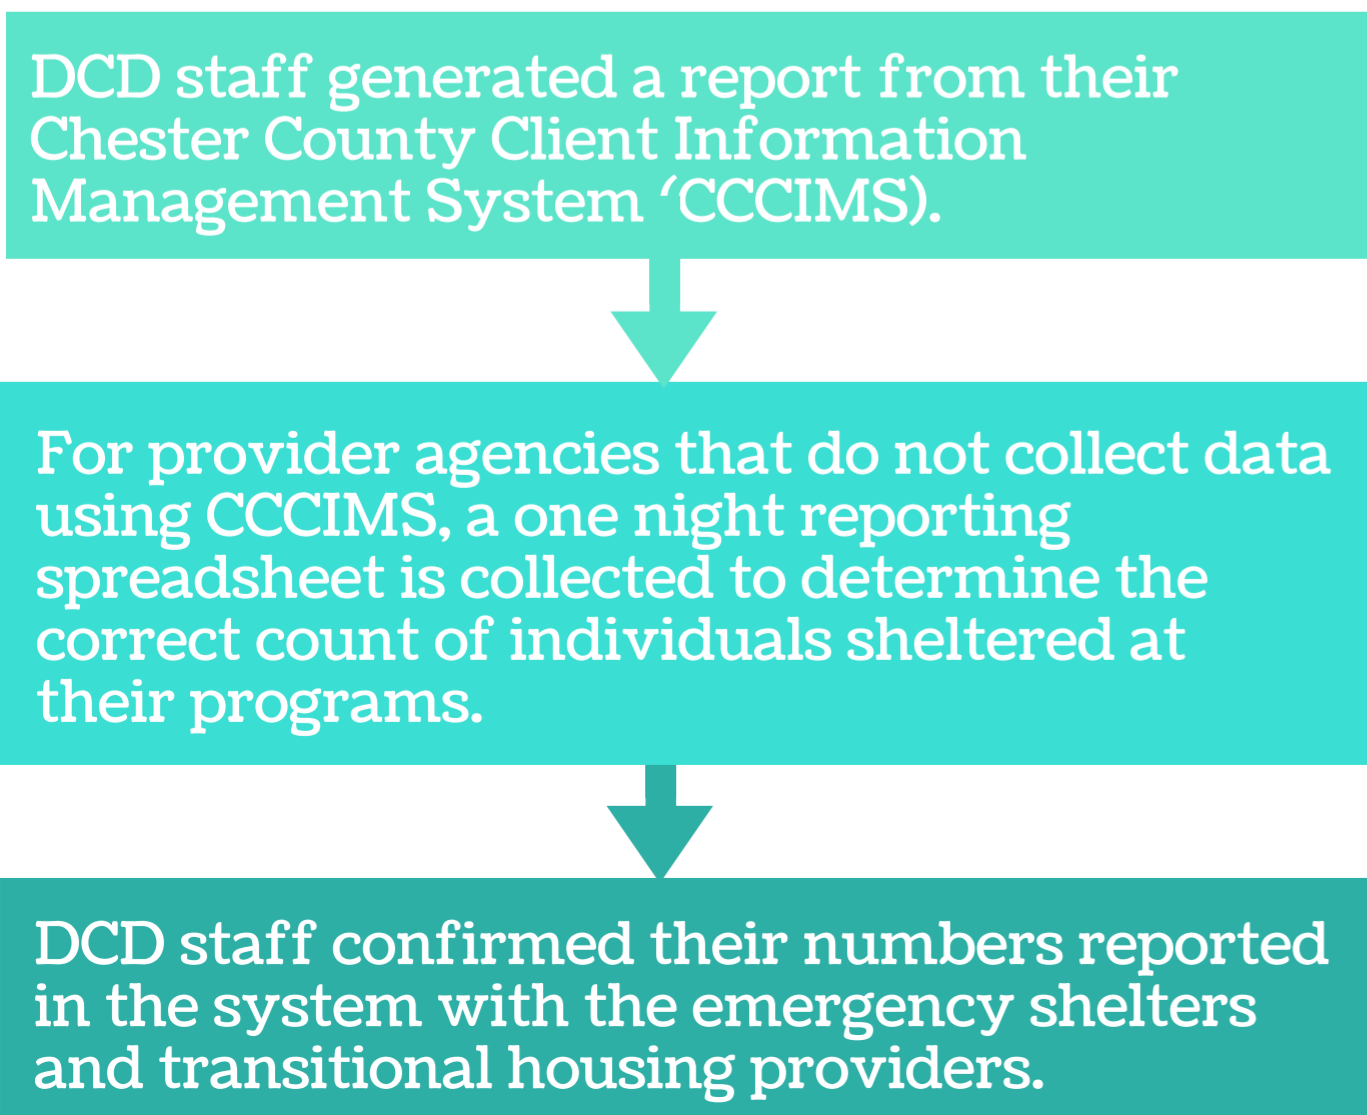 DCD staff generated a report from their
Chester County Client Information
Management System ‘CCCIMS).
For provider agencies that do not collect data
using CCCIMS, a one night reporting
spreadsheet is collected to determine the
correct count of individuals sheltered at
their programs.
DCD staff confirmed their numbers reported
in the system with the emergency shelters
and transitional housing providers.